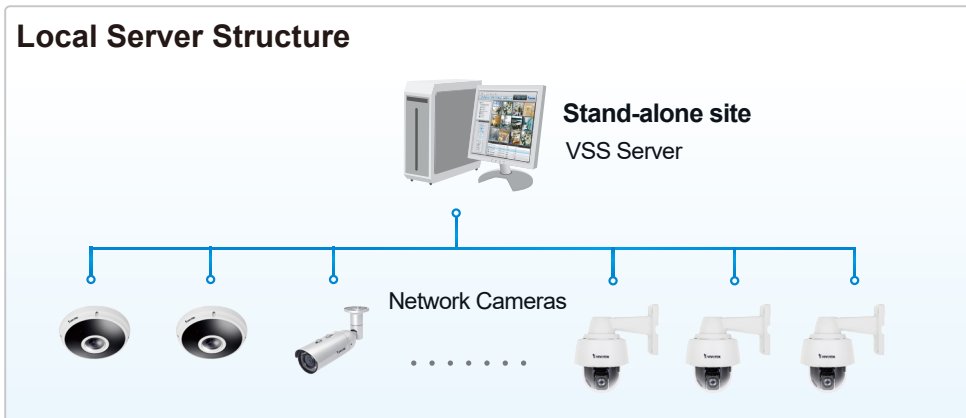 Local Server Structure
Stand-alone site
VSS Server
Network Cameras
. . . . . . .